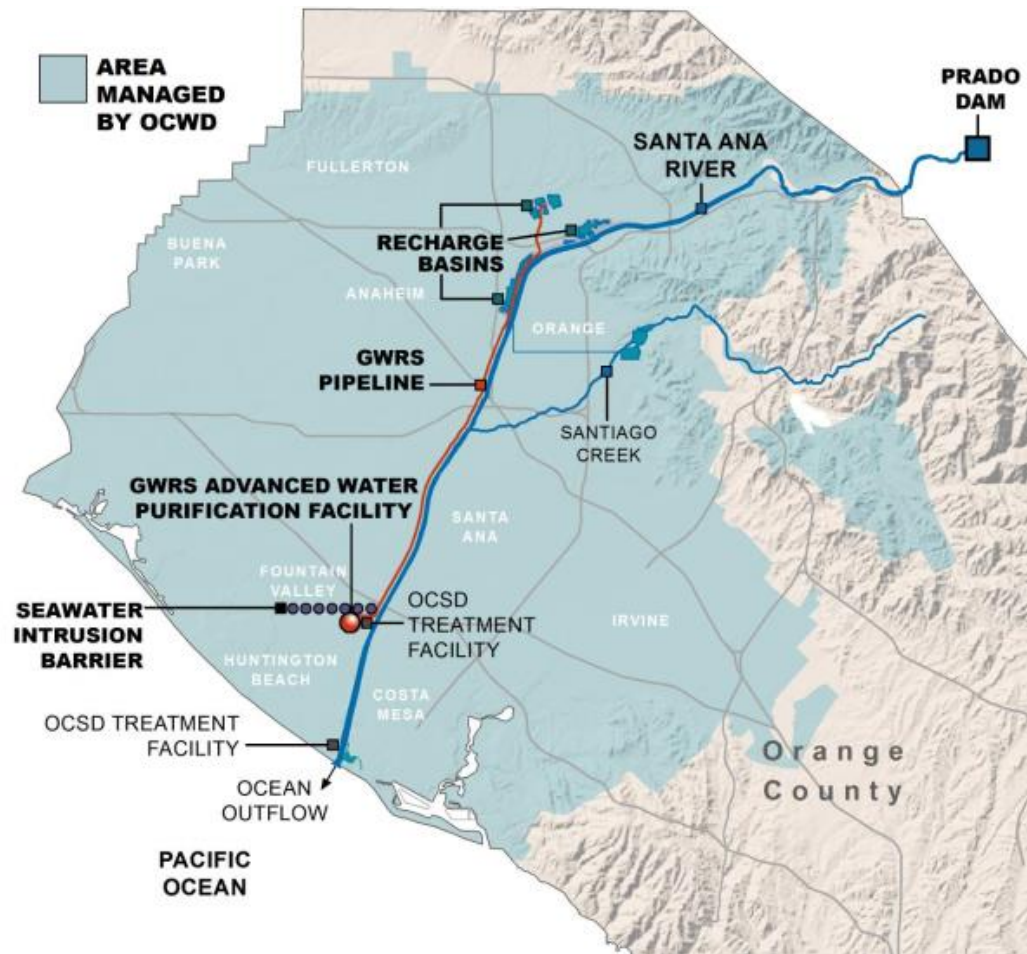 AREA
MANAGED
BY OCWD
PRADO
DAM
SANTA ANA
RIVER
FULLERTON
BUENA
PARK
RECHARGE
BASINS
ANAHEIM
ORANGE
GWRS
PIPELINE
SANTIAGO
CREEK
GWRS ADVANCED WATER
PURIFICATION FACILITY
SANTA
ANA
FOUNTAIN
VALLEY
SEAWATER
INTRUSION
BARRIER
OCSD
TREATMENT
FACILITY
IRVINE
HUNTINGTON
BEACH
COSTA
MESA
OCSD TREATMENT
FACILITY
Orange
County
OCEAN
OUTFLOW
PACIFIC
OCEAN